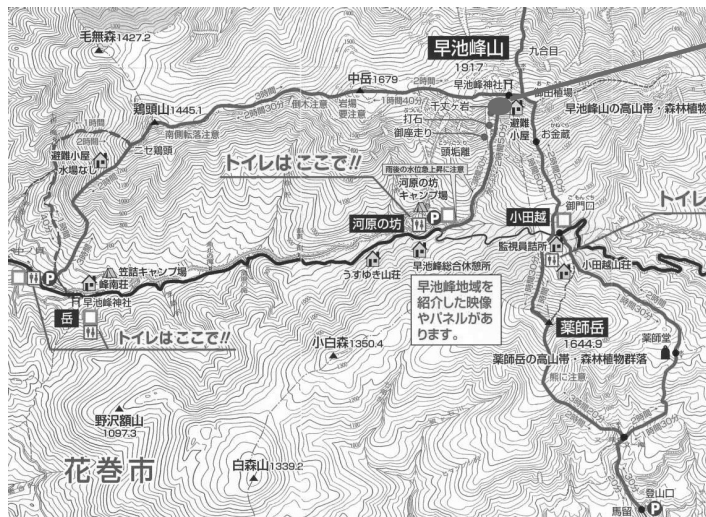 毛無森1427.2
早池峰山
1917
九合目
中岳1679
2時間
早池峰神社
御田植場
3時間
倒木注意
岩場
要注意
←1時間40分
千丈ヶ岩
打石
御座走り
避難
小屋
早池峰山の高山帯・森林植物
鶏頭山1445.1
南側転落注意
ニセ鶏頭
1時間
2時間
避難小屋
水場なし
頭垢離
お金蔵
トイレは ここで!!
雨後の水位急上昇に注意
河原の坊
キャンプ場
P
河原の坊
小田越
御門口
トイレ
監視員詰所
小田越山荘
早池峰総合休憩所
うすゆき山荘
笠詰キャンプ場
峰南荘
P
早池峰神社
岳
トイレは ここで!!
早池峰地域を
紹介した映像
やパネルがあ
ります。
薬師岳
1644.9
薬師堂
薬師岳の高山帯・森林植物群落
熊に注意
小白森1350.4
野沢額山
1097.3
花巻市
白森山1339.2
登山口
馬留
P